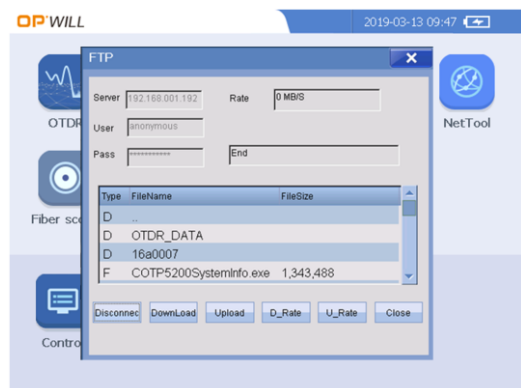 OP'WILL
2019-03-13 09:47
FTP
X
Server 192.168.001.192 Rate 0 MB/S
OTDR
NetTool
User anonymous
Pass *********** End
Type FileName FileSize
D ..
Fiber sco
D OTDR_DATA
D 16a0007
F COTP5200SystemInfo.exe 1,343,488
Disconnec DownLoad Upload D_Rate U_Rate Close
Contro